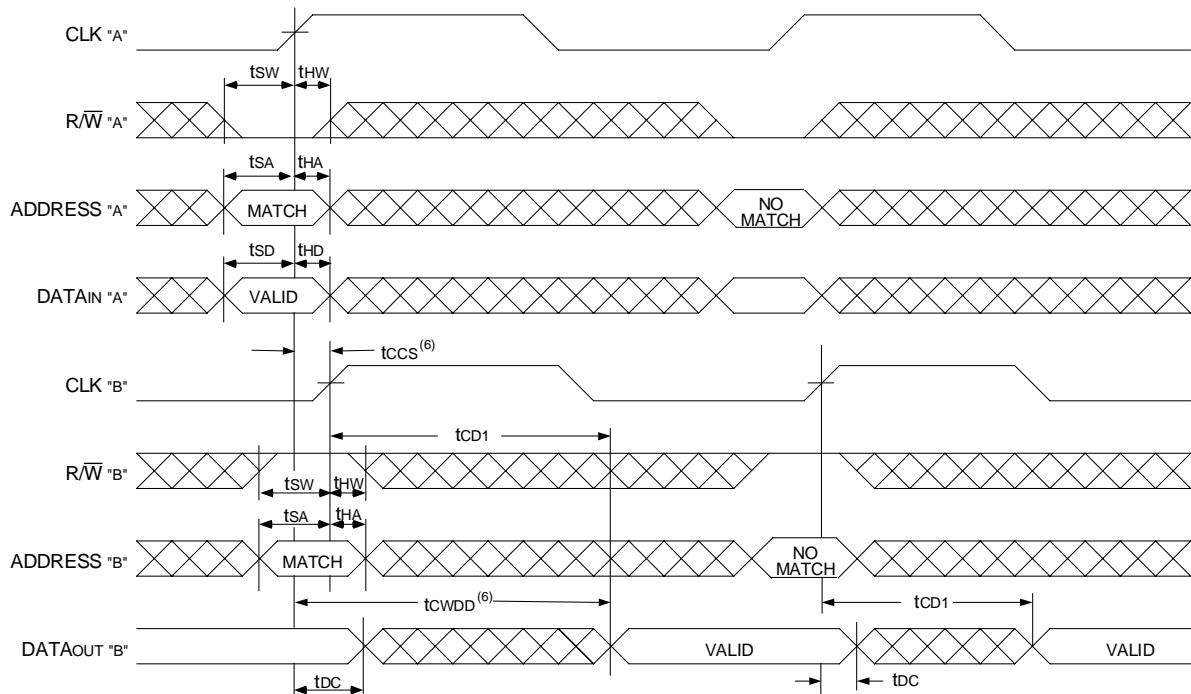 CLK "A"
tSW tHW
R/W̅ "A"
tSA tHA
ADDRESS "A" MATCH NO MATCH
tSD tHD
DATAIN "A" VALID
tCCS(6)
CLK "B"
tCD1
R/W̅ "B"
tSW tHW
tSA tHA
ADDRESS "B" MATCH NO MATCH
tCWDD(6) tCD1
DATAOUT "B" VALID VALID
tDC tDC